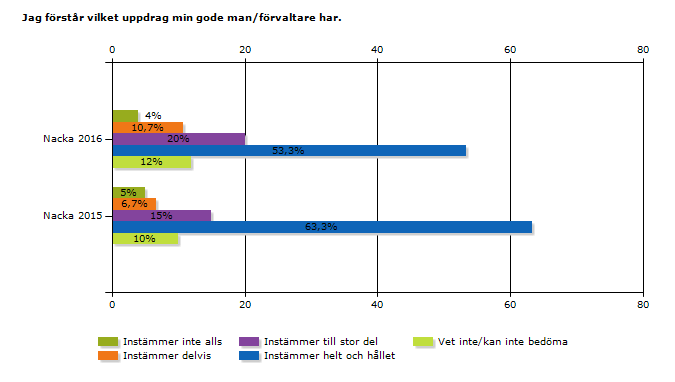 Jag förstår vilket uppdrag min gode man/förvaltare har.
0 20 40 60 80
4%
10,7%
Nacka 2016 20%
53,3%
12%
5%
6,7%
Nacka 2015 15%
63,3%
10%
0 20 40 60 80
Instämmer inte alls Instämmer till stor del Vet inte/kan inte bedöma
Instämmer delvis Instämmer helt och hållet